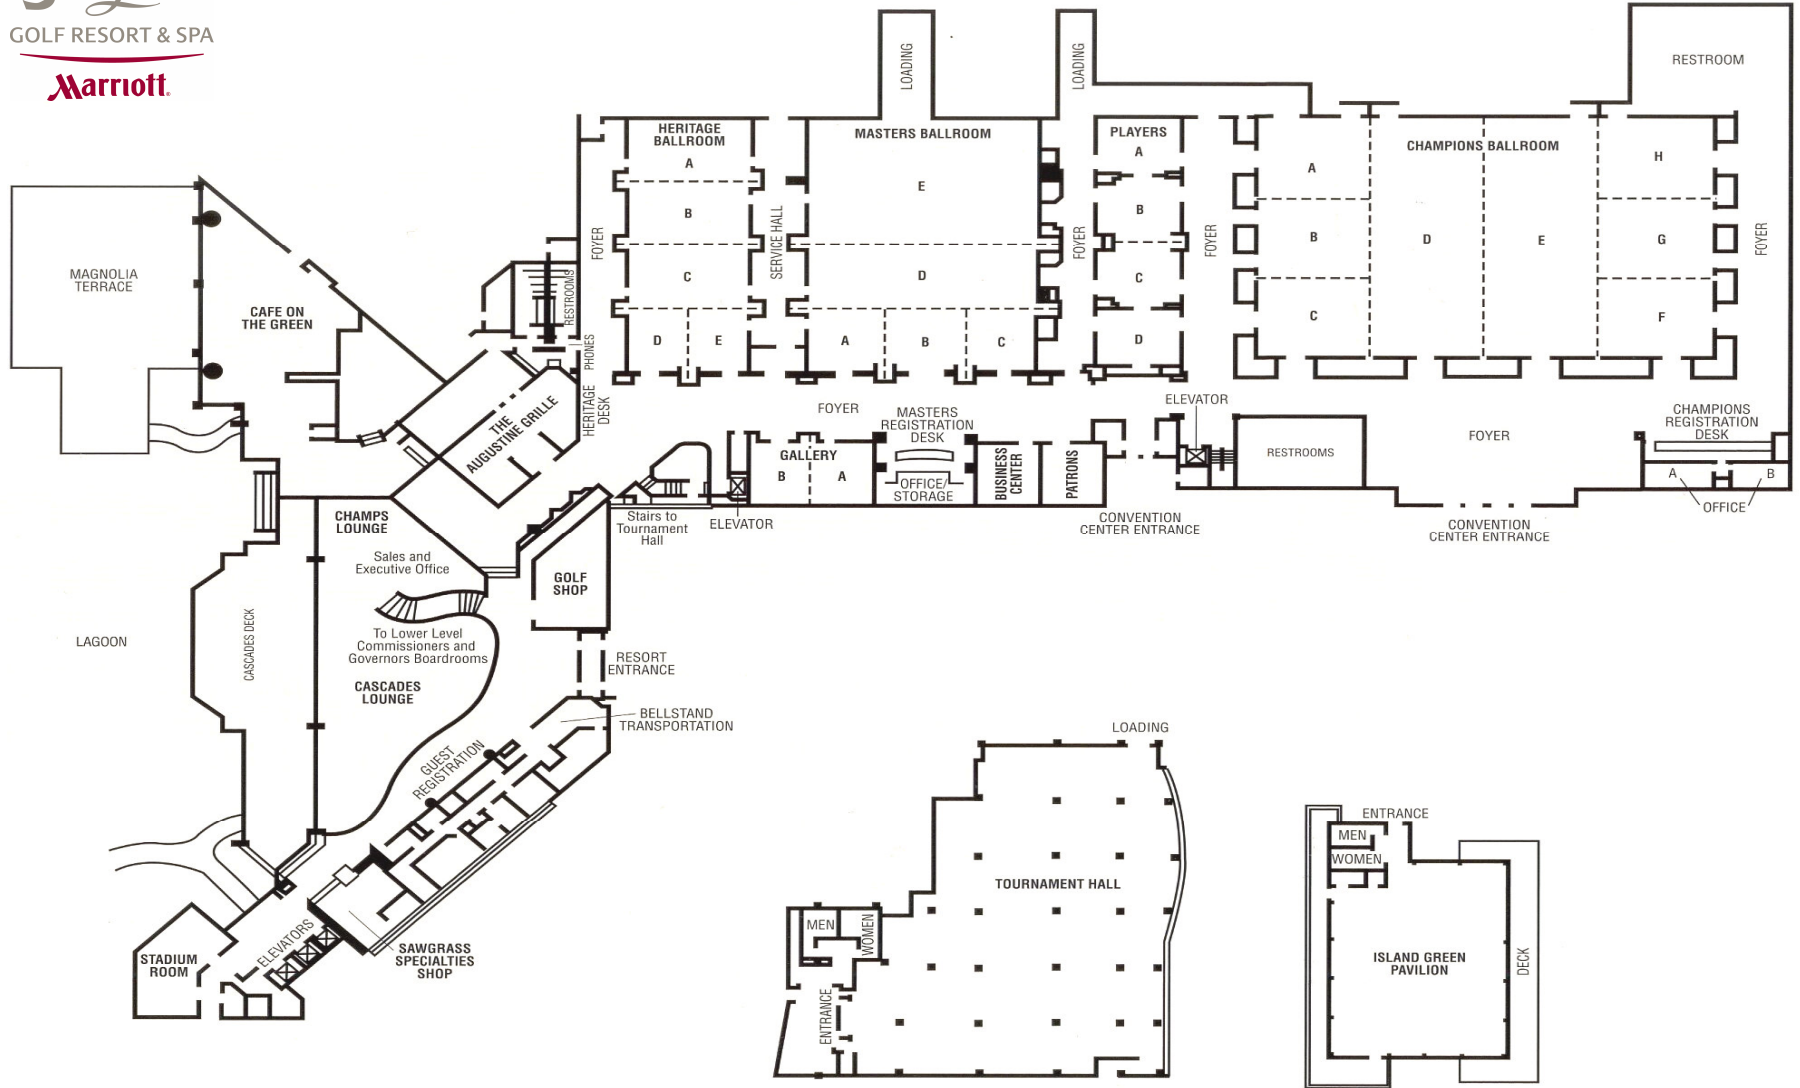 GOLF RESORT & SPA
Marriott
LOADING
LOADING
RESTROOM
HERITAGE
BALLROOM
A
B
C
D
E
FOYER
SERVICE HALL
MASTERS BALLROOM
E
D
A
B
C
FOYER
PLAYERS
A
B
C
D
FOYER
CHAMPIONS BALLROOM
A
B
C
D
E
H
G
F
FOYER
MAGNOLIA
TERRACE
CAFE ON
THE GREEN
RESTROOMS
PHONES
HERITAGE
DESK
THE
AUGUSTINE GRILLE
FOYER
MASTERS
REGISTRATION
DESK
ELEVATOR
FOYER
CHAMPIONS
REGISTRATION
DESK
GALLERY
B
A
OFFICE/
STORAGE
BUSINESS
CENTER
PATRONS
RESTROOMS
A
B
OFFICE
CHAMPS
LOUNGE
Stairs to
Tournament
Hall
ELEVATOR
CONVENTION
CENTER ENTRANCE
CONVENTION
CENTER ENTRANCE
Sales and
Executive Office
GOLF
SHOP
LAGOON
CASCADES DECK
To Lower Level
Commissioners and
Governors Boardrooms
CASCADES
LOUNGE
RESORT
ENTRANCE
BELLSTAND
TRANSPORTATION
GUEST
REGISTRATION
ELEVATORS
STADIUM
ROOM
SAWGRASS
SPECIALTIES
SHOP
LOADING
TOURNAMENT HALL
MEN
WOMEN
ENTRANCE
ENTRANCE
MEN
WOMEN
ISLAND GREEN
PAVILION
DECK